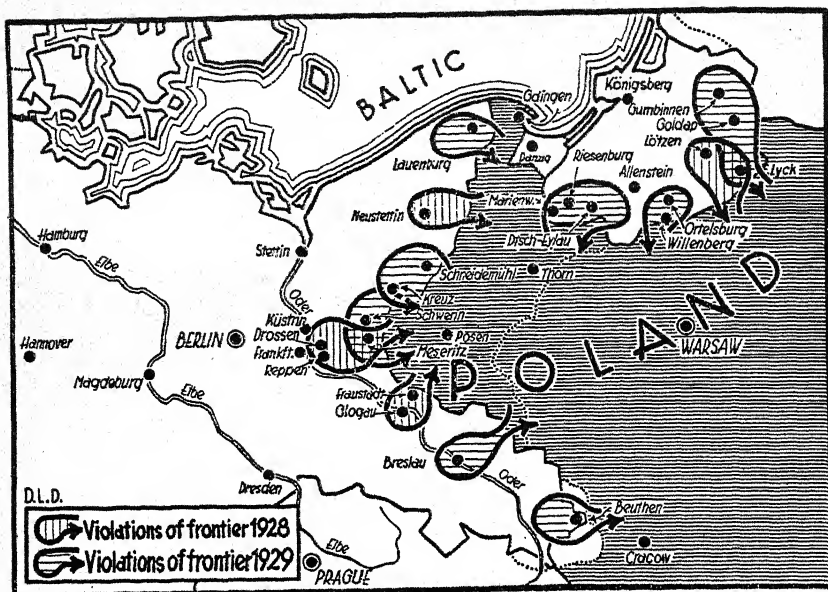 BALTIC
Gdingen
Königsberg
Gumbinnen
Goldap
Lötzen
Lyck
Lauenburg
Danzig
Riesenburg
Allenstein
Marienw.
Neustettin
Dtsch-Eylau
Ortelsburg
Willenberg
Hamburg
Elbe
Stettin
Schneidemühl
Thorn
Oder
Kreuz
Schwerin
Küstrin
Hannover
BERLIN
Drossen
Posen
Frankft.
Meseritz
Reppen
POLAND
WARSAW
Magdeburg
Elbe
Fraustadt
Glogau
Breslau
Oder
Dresden
Beuthen
Cracow
D.L.D.
Violations of frontier 1928
Violations of frontier 1929
Elbe
PRAGUE